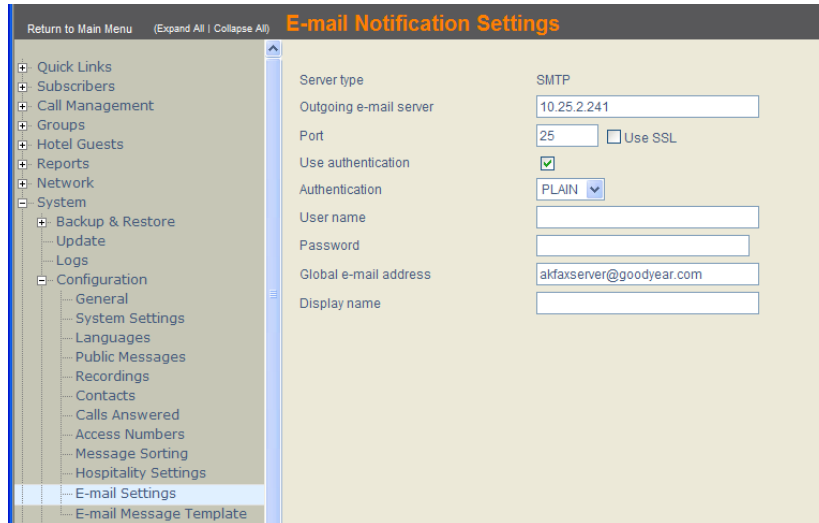 Return to Main Menu (Expand All | Collapse All) E-mail Notification Settings
Quick Links
Subscribers
Call Management
Groups
Hotel Guests
Reports
Network
System
Backup & Restore
Update
Logs
Configuration
General
System Settings
Languages
Public Messages
Recordings
Contacts
Calls Answered
Access Numbers
Message Sorting
Hospitality Settings
E-mail Settings
E-mail Message Template
Server type SMTP
Outgoing e-mail server 10.25.2.241
Port 25 Use SSL
Use authentication
Authentication PLAIN
User name
Password
Global e-mail address akfaxserver@goodyear.com
Display name